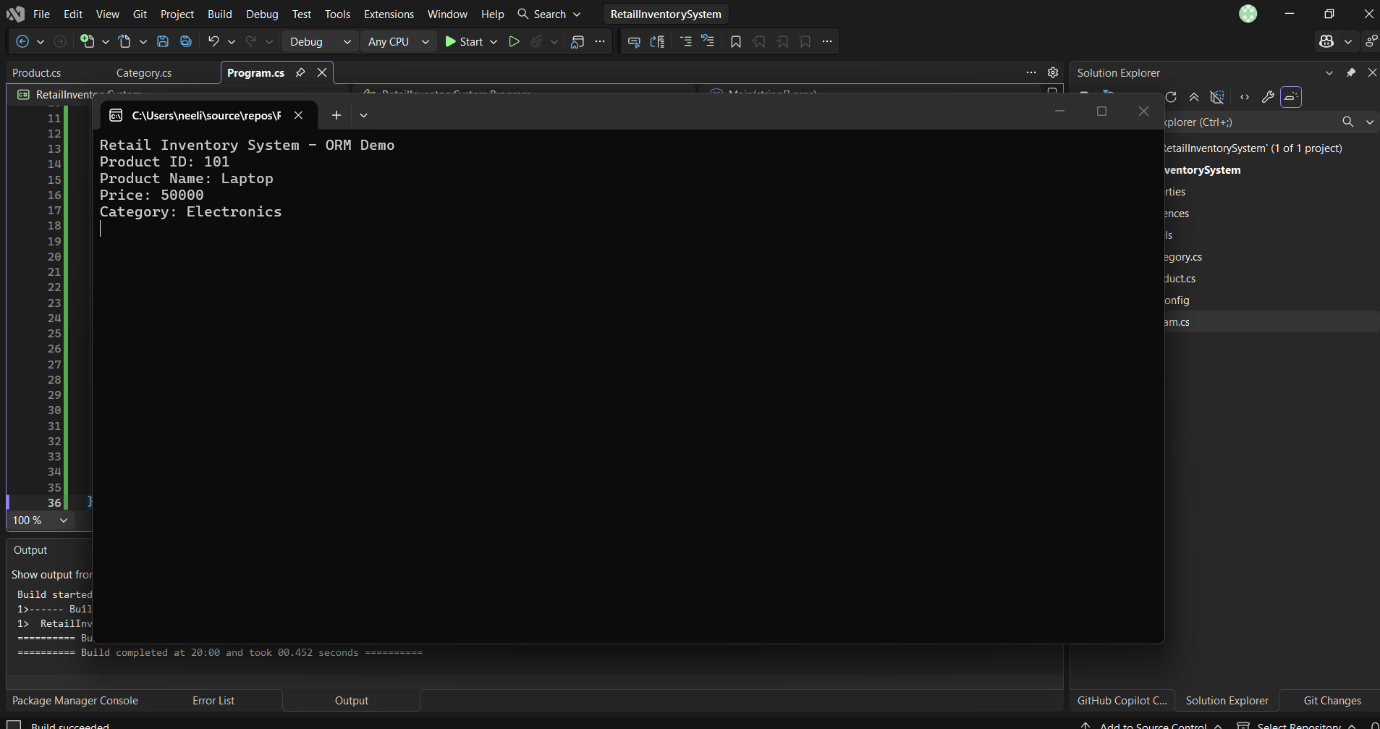 File Edit View Git Project Build Debug Test Tools Extensions Window Help Search RetailInventorySystem
Debug Any CPU Start
Product.cs Category.cs Program.cs Solution Explorer
C:\Users\neeli\source\repos\F
Retail Inventory System - ORM Demo
Product ID: 101
Product Name: Laptop
Price: 50000
Category: Electronics
11
12
13
14
15
16
17
18
19
20
21
22
23
24
25
26
27
28
29
30
31
32
33
34
35
36 }
100 %
xplorer (Ctrl+;)
RetailInventorySystem' (1 of 1 project)
ventorySystem
rties
ences
ls
egory.cs
duct.cs
onfig
am.cs
Output
Show output from
Build started
1>------ Buil
1> RetailInv
========== Bu
========== Build completed at 20:00 and took 00.452 seconds ==========
Package Manager Console Error List Output GitHub Copilot C... Solution Explorer Git Changes
Build succeeded Add to Source Control Select Repository